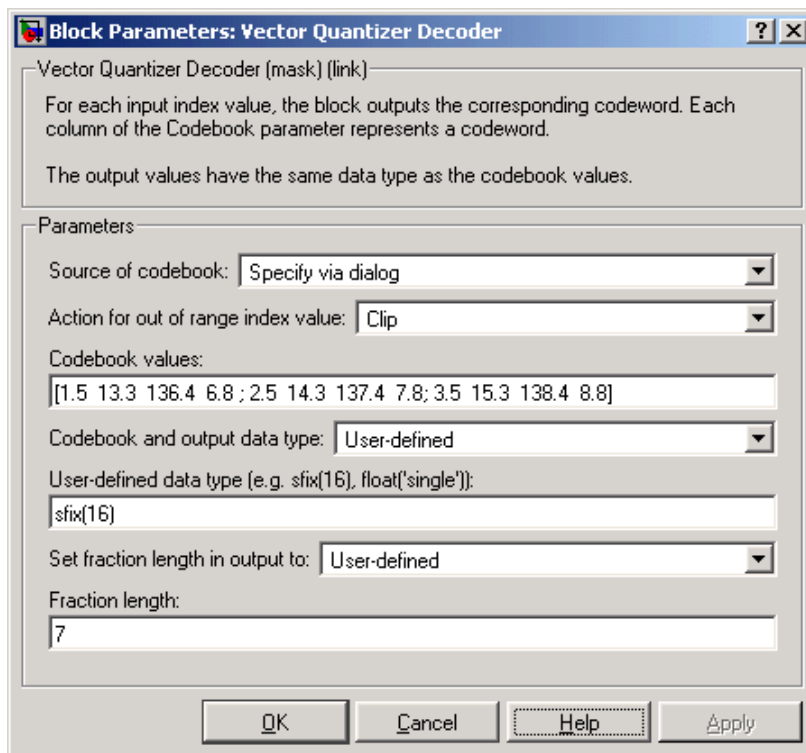 Block Parameters: Vector Quantizer Decoder
Vector Quantizer Decoder (mask) (link)
For each input index value, the block outputs the corresponding codeword. Each
column of the Codebook parameter represents a codeword.
The output values have the same data type as the codebook values.
Parameters
Source of codebook: Specify via dialog
Action for out of range index value: Clip
Codebook values:
[1.5 13.3 136.4 6.8 ; 2.5 14.3 137.4 7.8; 3.5 15.3 138.4 8.8]
Codebook and output data type: User-defined
User-defined data type (e.g. sfix(16), float('single')):
sfix(16)
Set fraction length in output to: User-defined
Fraction length:
7
OK Cancel Help Apply